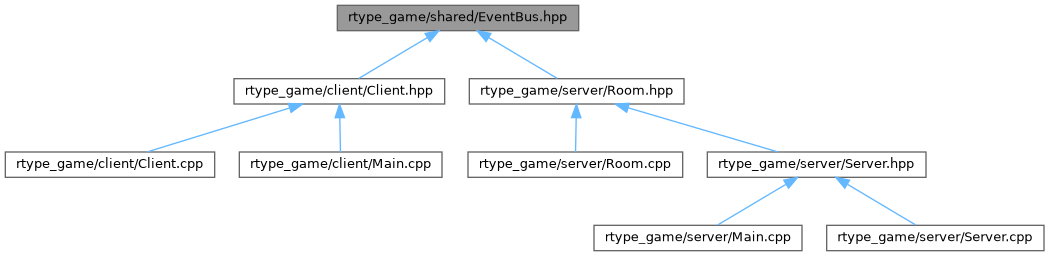 rtype_game/shared/EventBus.hpp
rtype_game/client/Client.hpp
rtype_game/server/Room.hpp
rtype_game/client/Client.cpp
rtype_game/client/Main.cpp
rtype_game/server/Room.cpp
rtype_game/server/Server.hpp
rtype_game/server/Main.cpp
rtype_game/server/Server.cpp